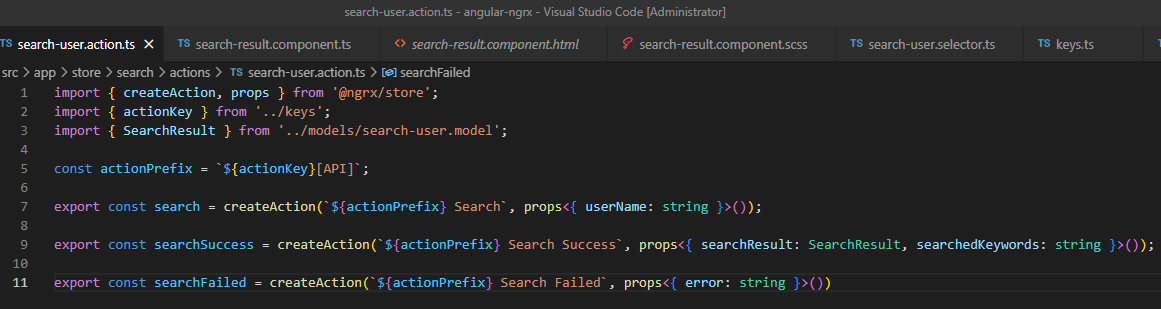 search-user.action.ts - angular-ngrx - Visual Studio Code [Administrator]
TS search-user.action.ts × TS search-result.component.ts <> search-result.component.html search-result.component.scss TS search-user.selector.ts TS keys.ts
src > app > store > search > actions > TS search-user.action.ts > searchFailed
1 import { createAction, props } from '@ngrx/store';
2 import { actionKey } from '../keys';
3 import { SearchResult } from '../models/search-user.model';
4
5 const actionPrefix = `${actionKey}[API]`;
6
7 export const search = createAction(`${actionPrefix} Search`, props<{ userName: string }>());
8
9 export const searchSuccess = createAction(`${actionPrefix} Search Success`, props<{ searchResult: SearchResult, searchedKeywords: string }>());
10
11 export const searchFailed = createAction(`${actionPrefix} Search Failed`, props<{ error: string }>())